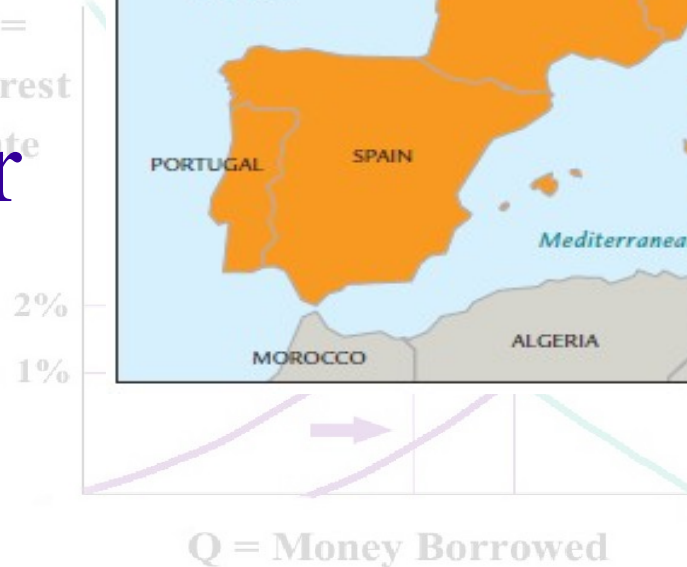 =
rest
te
r
PORTUGAL
SPAIN
Mediterranea
2%
1%
MOROCCO
ALGERIA
Q = Money Borrowed